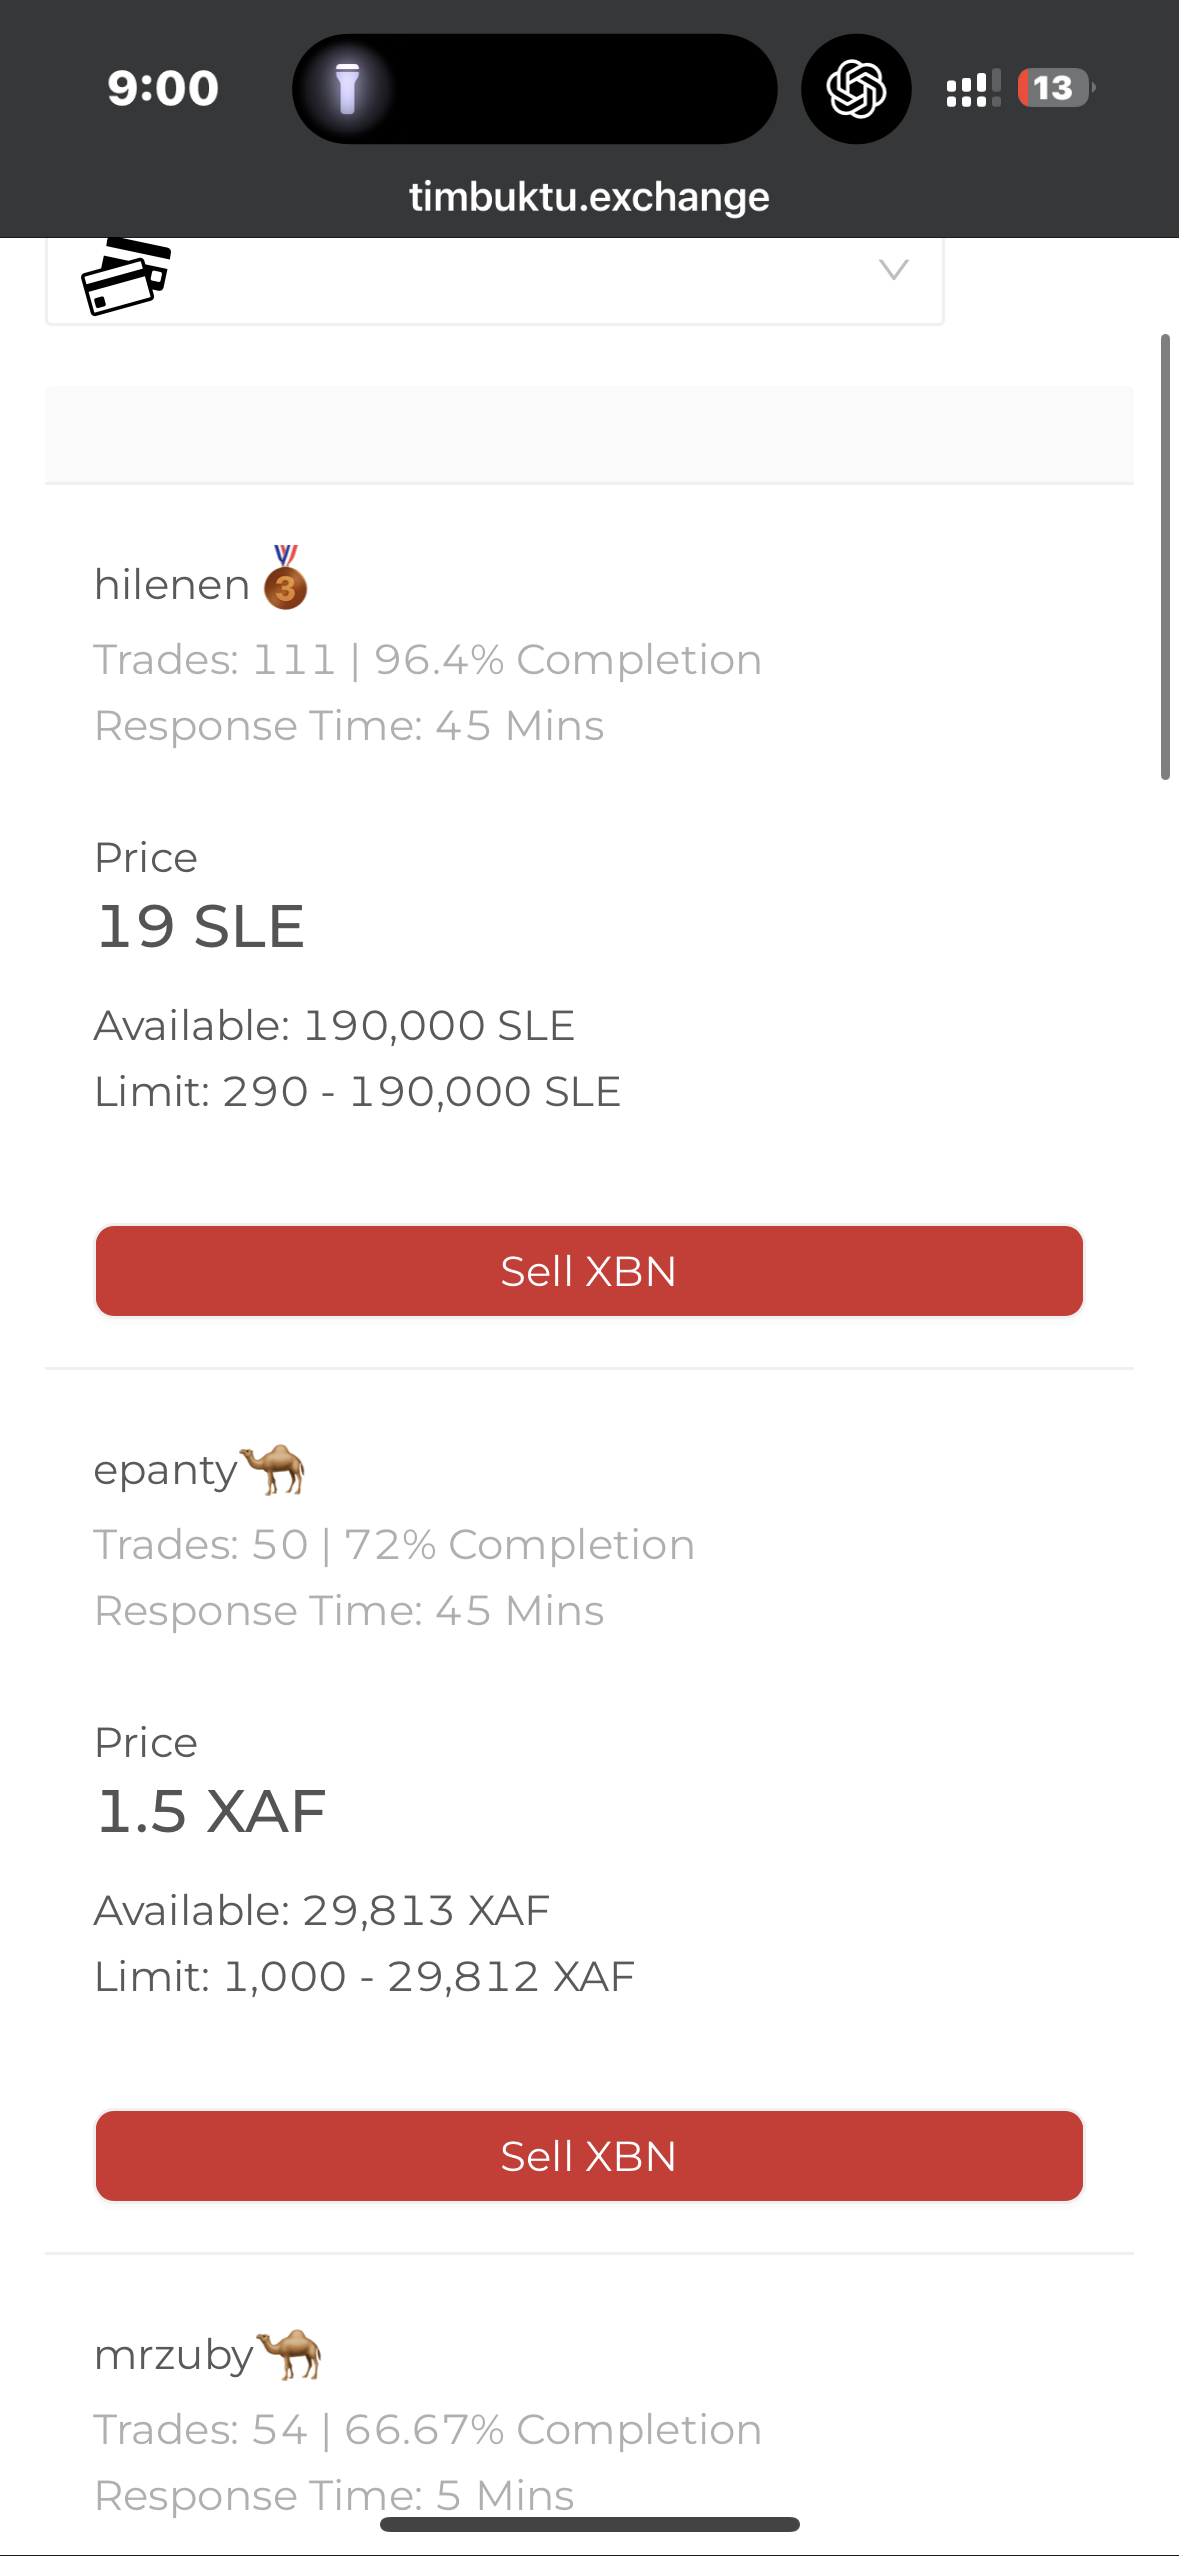 9:00
13
timbuktu.exchange
hilenen
3
Trades: 111 | 96.4% Completion
Response Time: 45 Mins
Price
19 SLE
Available: 190,000 SLE
Limit: 290 - 190,000 SLE
Sell XBN
epanty
Trades: 50 | 72% Completion
Response Time: 45 Mins
Price
1.5 XAF
Available: 29,813 XAF
Limit: 1,000 - 29,812 XAF
Sell XBN
mrzuby
Trades: 54 | 66.67% Completion
Response Time: 5 Mins